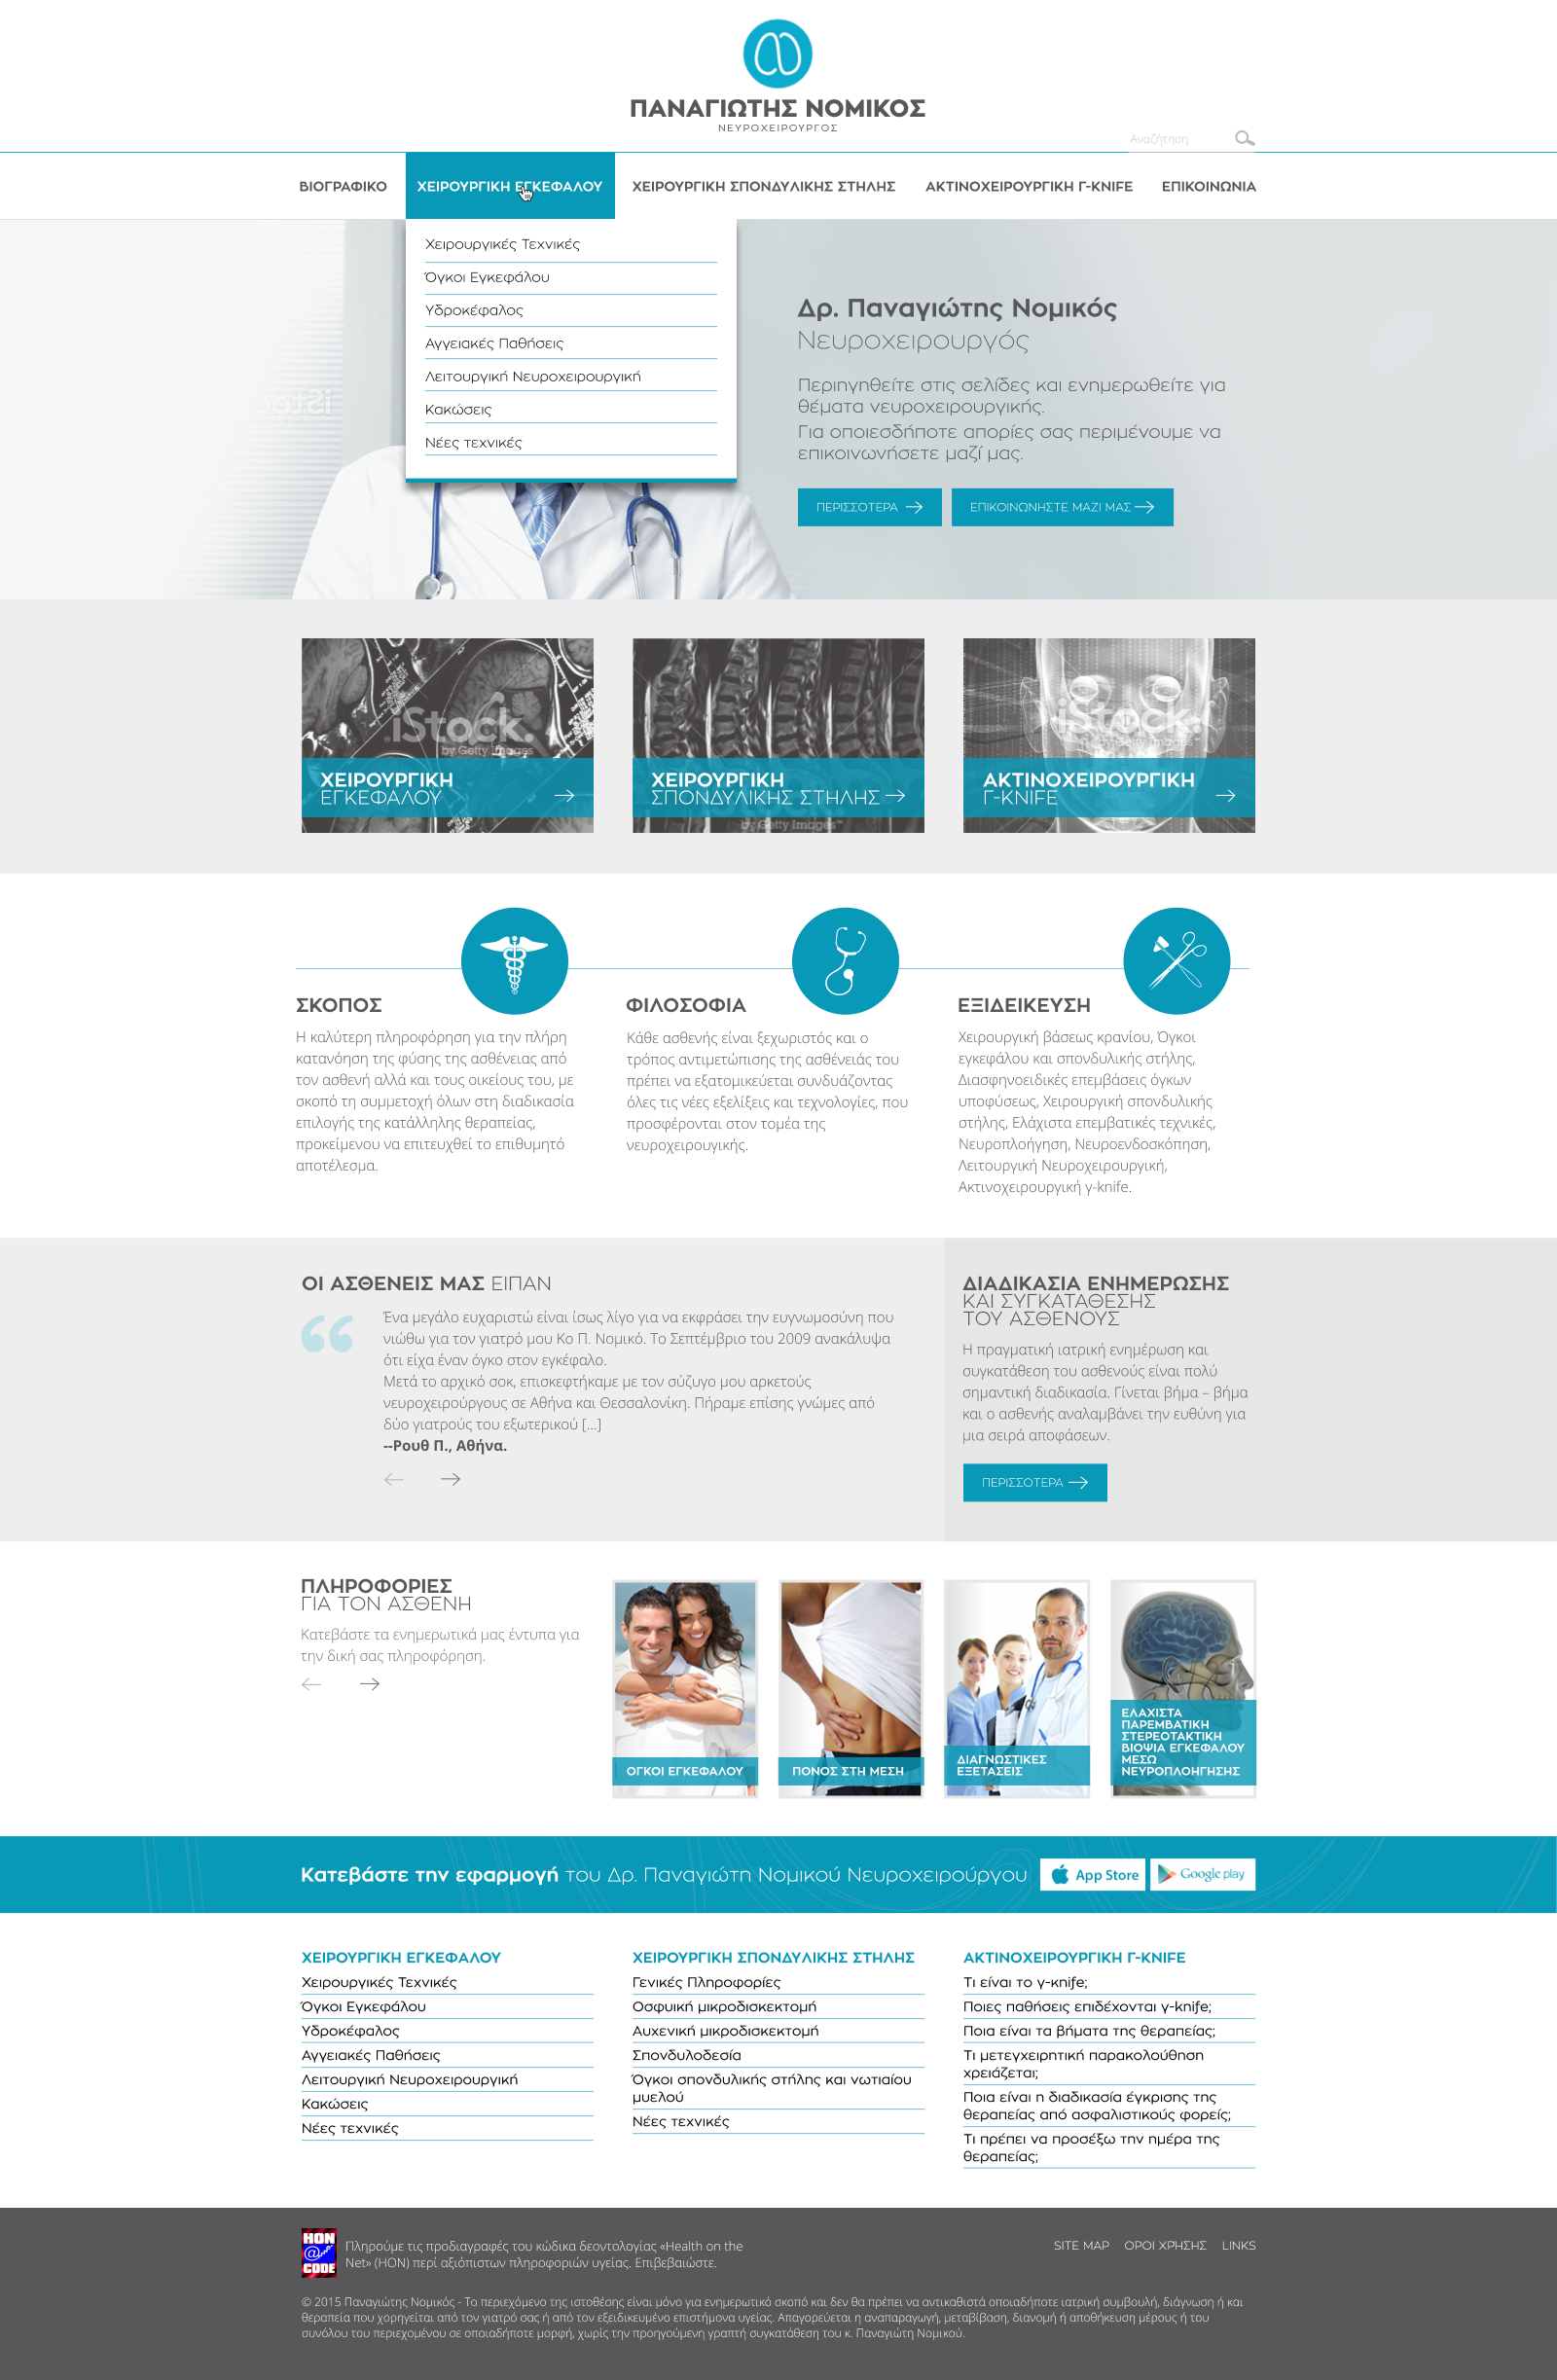 ΠΑΝΑΓΙΩΤΗΣ ΝΟΜΙΚΟΣ
ΝΕΥΡΟΧΕΙΡΟΥΡΓΟΣ
Αναζήτηση
ΒΙΟΓΡΑΦΙΚΟ
ΧΕΙΡΟΥΡΓΙΚΗ ΕΓΚΕΦΑΛΟΥ
ΧΕΙΡΟΥΡΓΙΚΗ ΣΠΟΝΔΥΛΙΚΗΣ ΣΤΗΛΗΣ
ΑΚΤΙΝΟΧΕΙΡΟΥΡΓΙΚΗ Γ-KNIFE
ΕΠΙΚΟΙΝΩΝΙΑ
Χειρουργικές Τεχνικές
Όγκοι Εγκεφάλου
Υδροκέφαλος
Αγγειακές Παθήσεις
Λειτουργική Νευροχειρουργική
Κακώσεις
Νέες τεχνικές
Δρ. Παναγιώτης Νομικός
Νευροχειρουργός
Περιηγηθείτε στις σελίδες και ενημερωθείτε για
θέματα νευροχειρουργικής.
Για οποιεσδήποτε απορίες σας περιμένουμε να
επικοινωνήσετε μαζί μας.
ΠΕΡΙΣΣΟΤΕΡΑ
ΕΠΙΚΟΙΝΩΝΗΣΤΕ ΜΑΖΙ ΜΑΣ
iStock.
by Getty Images
iStock.
by Getty Images
ΧΕΙΡΟΥΡΓΙΚΗ
ΕΓΚΕΦΑΛΟΥ
ΧΕΙΡΟΥΡΓΙΚΗ
ΣΠΟΝΔΥΛΙΚΗΣ ΣΤΗΛΗΣ
ΑΚΤΙΝΟΧΕΙΡΟΥΡΓΙΚΗ
Γ-KNIFE
by Getty Images™
ΣΚΟΠΟΣ
Η καλύτερη πληροφόρηση για την πλήρη
κατανόηση της φύσης της ασθένειας από
τον ασθενή αλλά και τους οικείους του, με
σκοπό τη συμμετοχή όλων στη διαδικασία
επιλογής της κατάλληλης θεραπείας,
προκείμενου να επιτευχθεί το επιθυμητό
αποτέλεσμα.
ΦΙΛΟΣΟΦΙΑ
Κάθε ασθενής είναι ξεχωριστός και ο
τρόπος αντιμετώπισης της ασθένειάς του
πρέπει να εξατομικεύεται συνδυάζοντας
όλες τις νέες εξελίξεις και τεχνολογίες, που
προσφέρονται στον τομέα της
νευροχειρουγικής.
ΕΞΙΔΕΙΚΕΥΣΗ
Χειρουργική βάσεως κρανίου, Όγκοι
εγκεφάλου και σπονδυλικής στήλης,
Διασφηνοειδικές επεμβάσεις όγκων
υποφύσεως, Χειρουργική σπονδυλικής
στήλης, Ελάχιστα επεμβατικές τεχνικές,
Νευροπλοήγηση, Νευροενδοσκόπηση,
Λειτουργική Νευροχειρουργική,
Ακτινοχειρουργική γ-knife.
ΟΙ ΑΣΘΕΝΕΙΣ ΜΑΣ ΕΙΠΑΝ
“
Ένα μεγάλο ευχαριστώ είναι ίσως λίγο για να εκφράσει την ευγνωμοσύνη που
νιώθω για τον γιατρό μου Κο Π. Νομικό. Το Σεπτέμβριο του 2009 ανακάλυψα
ότι είχα έναν όγκο στον εγκέφαλο.
Μετά το αρχικό σοκ, επισκεφτήκαμε με τον σύζυγο μου αρκετούς
νευροχειρούργους σε Αθήνα και Θεσσαλονίκη. Πήραμε επίσης γνώμες από
δύο γιατρούς του εξωτερικού [...]
--Ρουθ Π., Αθήνα.
ΔΙΑΔΙΚΑΣΙΑ ΕΝΗΜΕΡΩΣΗΣ
ΚΑΙ ΣΥΓΚΑΤΑΘΕΣΗΣ
ΤΟΥ ΑΣΘΕΝΟΥΣ
Η πραγματική ιατρική ενημέρωση και
συγκατάθεση του ασθενούς είναι πολύ
σημαντική διαδικασία. Γίνεται βήμα – βήμα
και ο ασθενής αναλαμβάνει την ευθύνη για
μια σειρά αποφάσεων.
ΠΕΡΙΣΣΟΤΕΡΑ
ΠΛΗΡΟΦΟΡΙΕΣ
ΓΙΑ ΤΟΝ ΑΣΘΕΝΗ
Κατεβάστε τα ενημερωτικά μας έντυπα για
την δική σας πληροφόρηση.
ΟΓΚΟΙ ΕΓΚΕΦΑΛΟΥ
ΠΟΝΟΣ ΣΤΗ ΜΕΣΗ
ΔΙΑΓΝΩΣΤΙΚΕΣ
ΕΞΕΤΑΣΕΙΣ
ΕΛΑΧΙΣΤΑ
ΠΑΡΕΜΒΑΤΙΚΗ
ΣΤΕΡΕΟΤΑΚΤΙΚΗ
ΒΙΟΨΙΑ ΕΓΚΕΦΑΛΟΥ
ΜΕΣΩ
ΝΕΥΡΟΠΛΟΗΓΗΣΗΣ
Κατεβάστε την εφαρμογή του Δρ. Παναγιώτη Νομικού Νευροχειρούργου
App Store
Google play
ΧΕΙΡΟΥΡΓΙΚΗ ΕΓΚΕΦΑΛΟΥ
Χειρουργικές Τεχνικές
Όγκοι Εγκεφάλου
Υδροκέφαλος
Αγγειακές Παθήσεις
Λειτουργική Νευροχειρουργική
Κακώσεις
Νέες τεχνικές
ΧΕΙΡΟΥΡΓΙΚΗ ΣΠΟΝΔΥΛΙΚΗΣ ΣΤΗΛΗΣ
Γενικές Πληροφορίες
Οσφυική μικροδισκεκτομή
Αυχενική μικροδισκεκτομή
Σπονδυλοδεσία
Όγκοι σπονδυλικής στήλης και νωτιαίου
μυελού
Νέες τεχνικές
ΑΚΤΙΝΟΧΕΙΡΟΥΡΓΙΚΗ Γ-KNIFE
Τι είναι το γ-κnife;
Ποιες παθήσεις επιδέχονται γ-knife;
Ποια είναι τα βήματα της θεραπείας;
Τι μετεγχειρητική παρακολούθηση
χρειάζεται;
Ποια είναι η διαδικασία έγκρισης της
θεραπείας από ασφαλιστικούς φορείς;
Τι πρέπει να προσέξω την ημέρα της
θεραπείας;
HON
@
CODE
Πληρούμε τις προδιαγραφές του κώδικα δεοντολογίας «Health on the
Net» (HON) περί αξιόπιστων πληροφοριών υγείας. Επιβεβαιώστε.
SITE MAP
ΟΡΟΙ ΧΡΗΣΗΣ
LINKS
© 2015 Παναγιώτης Νομικός - Το περιεχόμενο της ιστοθέσης είναι μόνο για ενημερωτικό σκοπό και δεν θα πρέπει να αντικαθιστά οποιαδήποτε ιατρική συμβουλή, διάγνωση ή και
θεραπεία που χορηγείται από τον γιατρό σας ή από τον εξειδικευμένο επιστήμονα υγείας. Απαγορεύεται η αναπαραγωγή, μεταβίβαση, διανομή ή αποθήκευση μέρους ή του
συνόλου του περιεχομένου σε οποιαδήποτε μορφή, χωρίς την προηγούμενη γραπτή συγκατάθεση του κ. Παναγιώτη Νομικού.